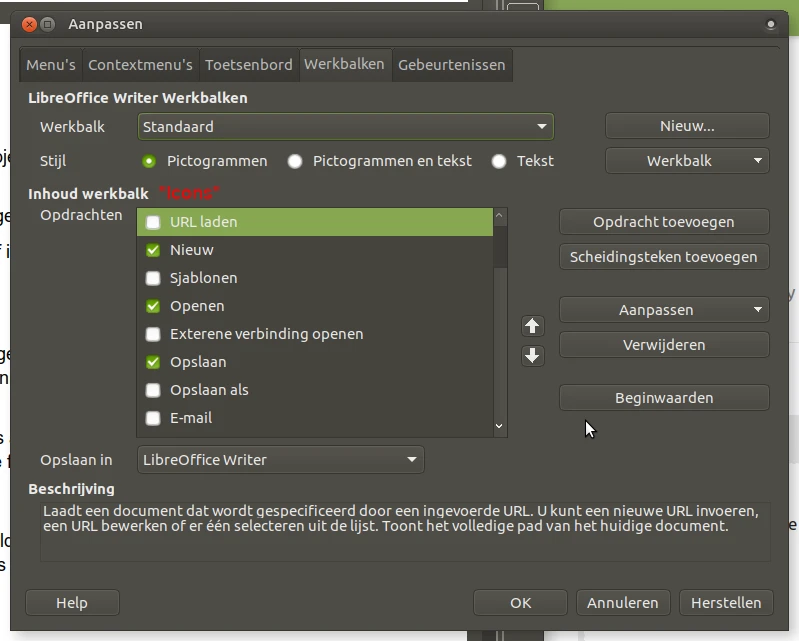 Aanpassen
Menu's Contextmenu's Toetsenbord Werkbalken Gebeurtenissen
LibreOffice Writer Werkbalken
Werkbalk Standaard Nieuw...
Stijl Pictogrammen Pictogrammen en tekst Tekst Werkbalk
Inhoud werkbalk "icons"
Opdrachten URL laden Opdracht toevoegen
Nieuw
Scheidingsteken toevoegen
Sjablonen
Openen Aanpassen
Exterene verbinding openen
Verwijderen
Opslaan
Opslaan als Beginwaarden
E-mail
Opslaan in LibreOffice Writer
Beschrijving
Laadt een document dat wordt gespecificeerd door een ingevoerde URL. U kunt een nieuwe URL invoeren,
een URL bewerken of er één selecteren uit de lijst. Toont het volledige pad van het huidige document.
Help OK Annuleren Herstellen